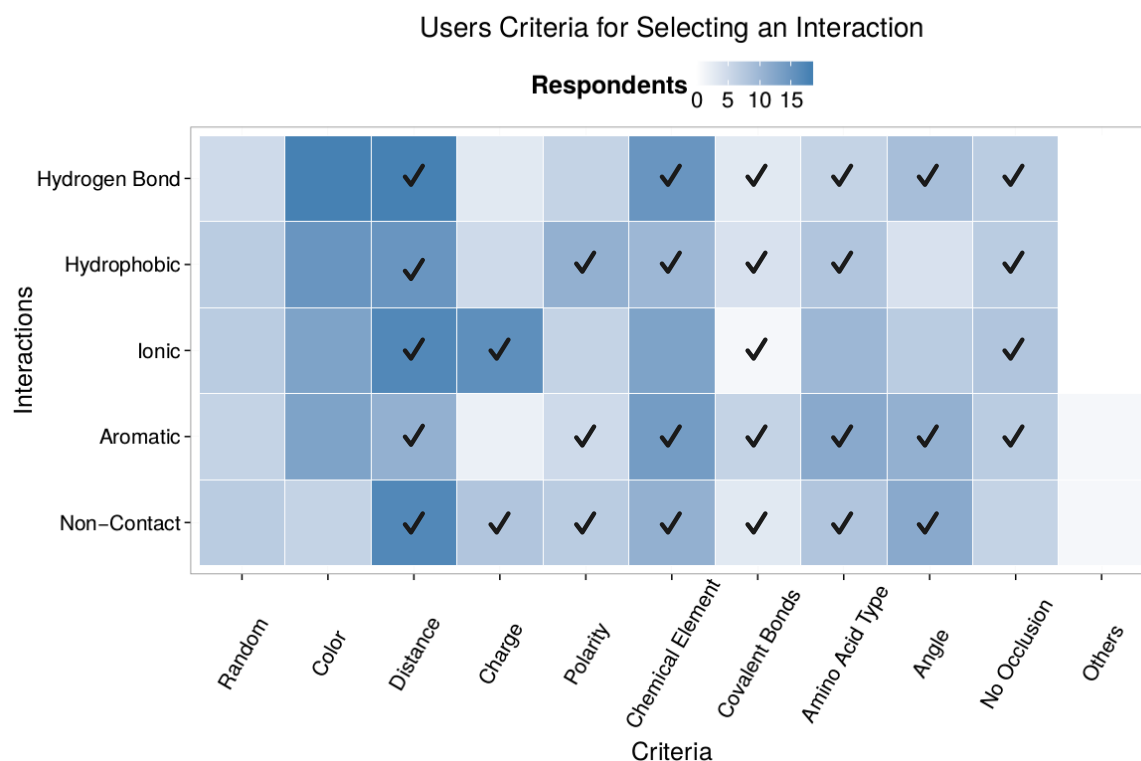 Users Criteria for Selecting an Interaction
Respondents
0 5 10 15
Interactions
Hydrogen Bond
Hydrophobic
Ionic
Aromatic
Non−Contact
Random
Color
Distance
Charge
Polarity
Chemical Element
Covalent Bonds
Amino Acid Type
Angle
No Occlusion
Others
Criteria